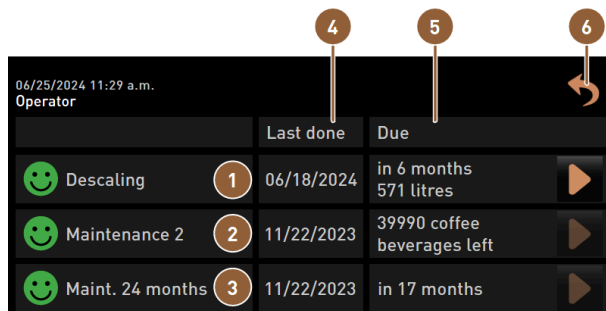 4 5 6
06/25/2024 11:29 a.m.
Operator
Last done Due
Descaling 1 06/18/2024 in 6 months
571 litres
Maintenance 2 2 11/22/2023 39990 coffee
beverages left
Maint. 24 months 3 11/22/2023 in 17 months